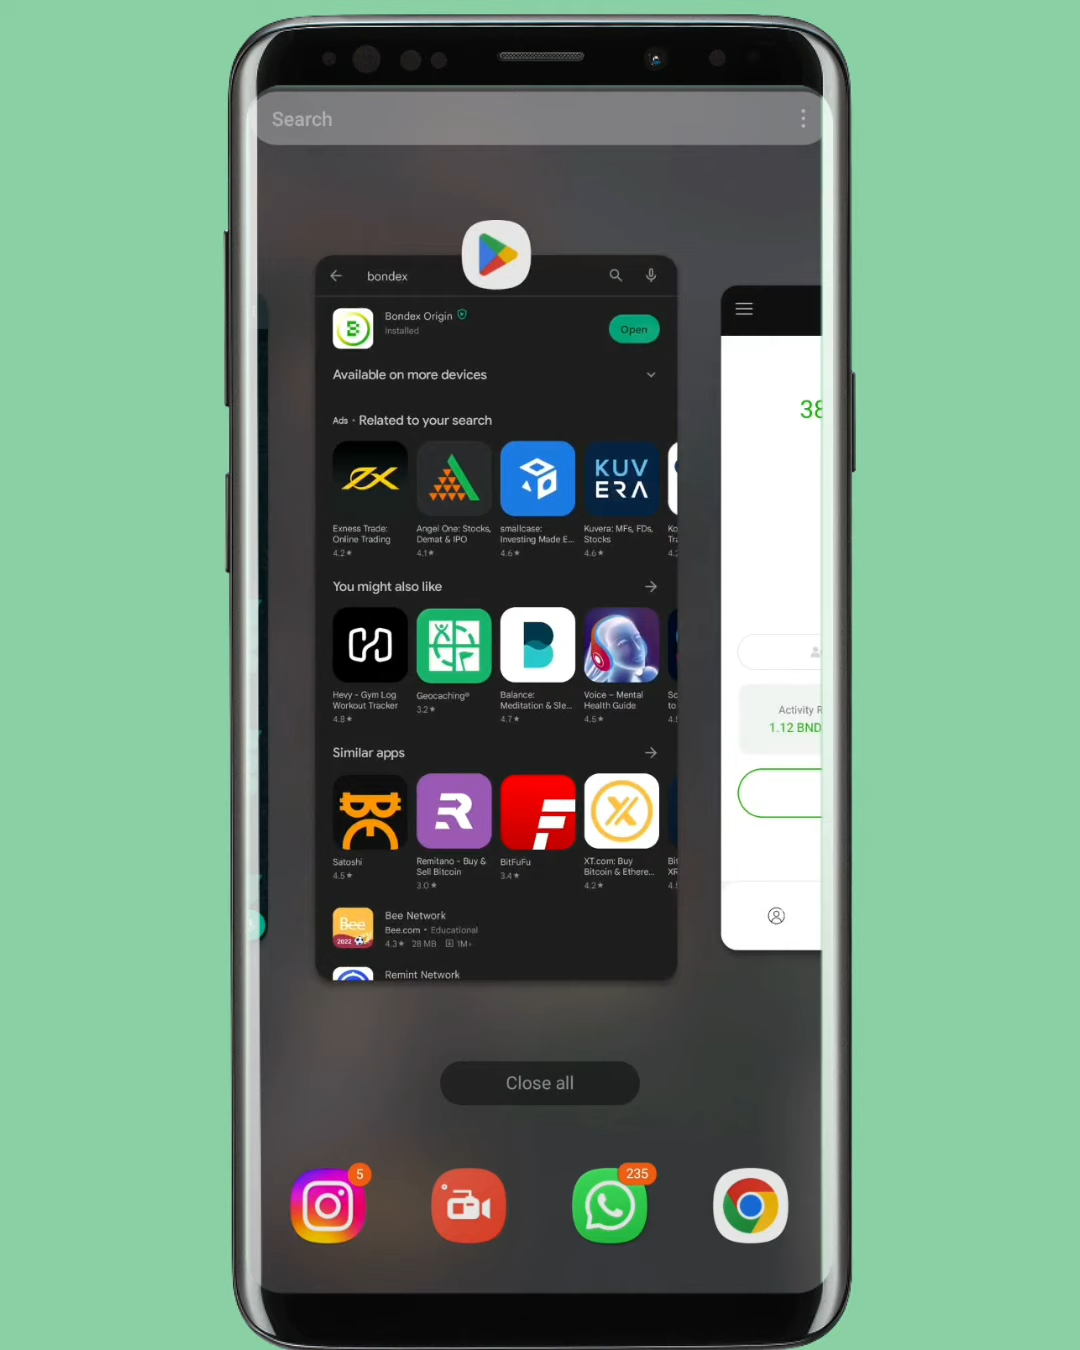 Search
bondex
Bondex Origin
Installed
Open
Available on more devices
Ads · Related to your search
KUV
ERA
Exness Trade:
Online Trading
4.2★
Angel One: Stocks,
Demat & IPO
4.1★
smallcase:
Investing Made E...
4.6★
Kuvera: MFs, FDs,
Stocks
4.6★
You might also like
Hevy - Gym Log
Workout Tracker
4.8★
Geocaching®
3.2★
Balance:
Meditation & Sle...
4.7★
Voice - Mental
Health Guide
4.5★
Similar apps
Satoshi
4.5★
Remitano - Buy &
Sell Bitcoin
3.0★
BitFuFu
3.4★
XT.com: Buy
Bitcoin & Ethere...
4.2★
Bee
2022
Bee Network
Bee.com • Educational
4.3★ 28 MB 1M+
Remint Network
38
Activity R
1.12 BND
Close all
5
235